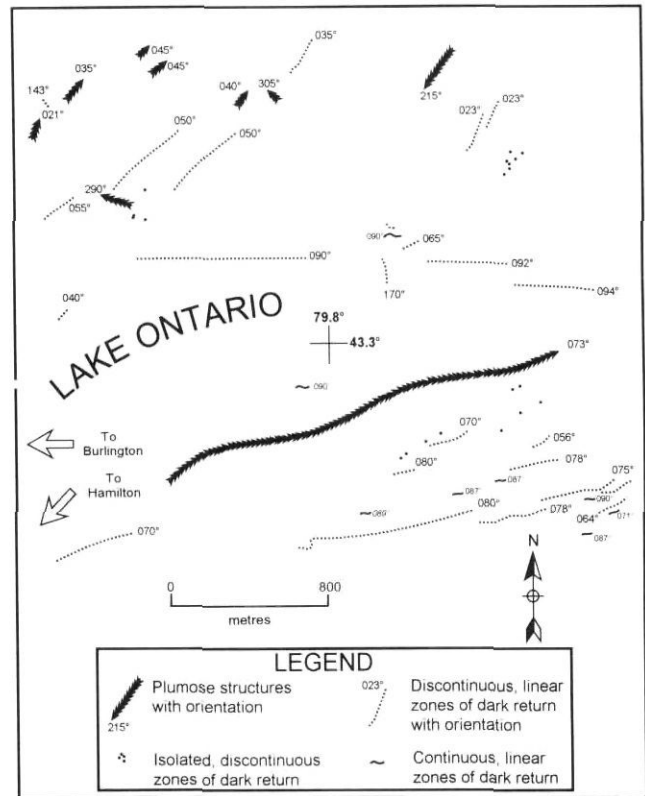 035°
045°
045°
035°
040°
305°
143°
021°
215°
023°
023°
050°
050°
290°
055°
090°
065°
090°
092°
170°
094°
040°
LAKE ONTARIO
79.8°
43.3°
073°
090
To
Burlington
070°
056°
080°
078°
075°
To
Hamilton
087
087
090
080°
078°
064°
071
089
087
070°
0
800
metres
N
LEGEND
Plumose structures
with orientation
215°
023°
Discontinuous, linear
zones of dark return
with orientation
Isolated, discontinuous
zones of dark return
Continuous, linear
zones of dark return